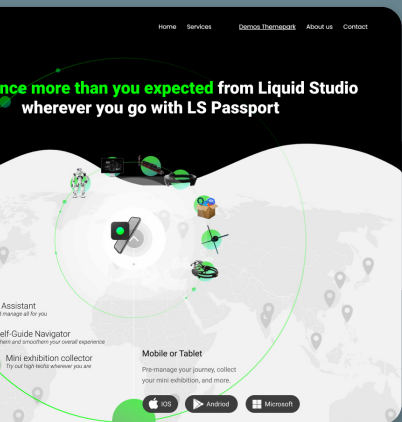 Home Services Demos Themepark About us Contact
nce more than you expected from Liquid Studio
wherever you go with LS Passport
Assistant
manage all for you
elf-Guide Navigator
hem and smoothern your overall experience
Mini exhibition collector
Try out high-techs wherever you are
Mobile or Tablet
Pre-manage your journey, collect
your mini exhibition, and more.
IOS Andriod Microsoft